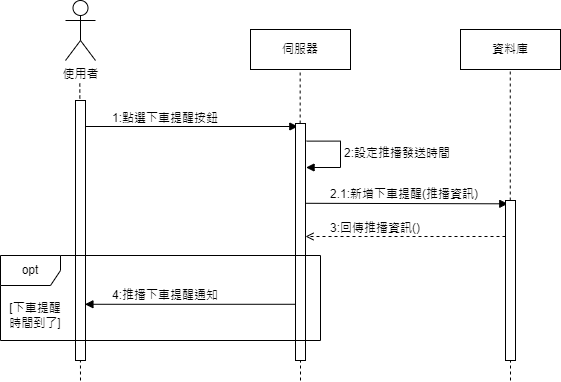 使用者
伺服器
資料庫
1:點選下車提醒按鈕
2:設定推播發送時間
2.1:新增下車提醒(推播資訊)
3:回傳推播資訊()
opt
4:推播下車提醒通知
[下車提醒
時間到了]